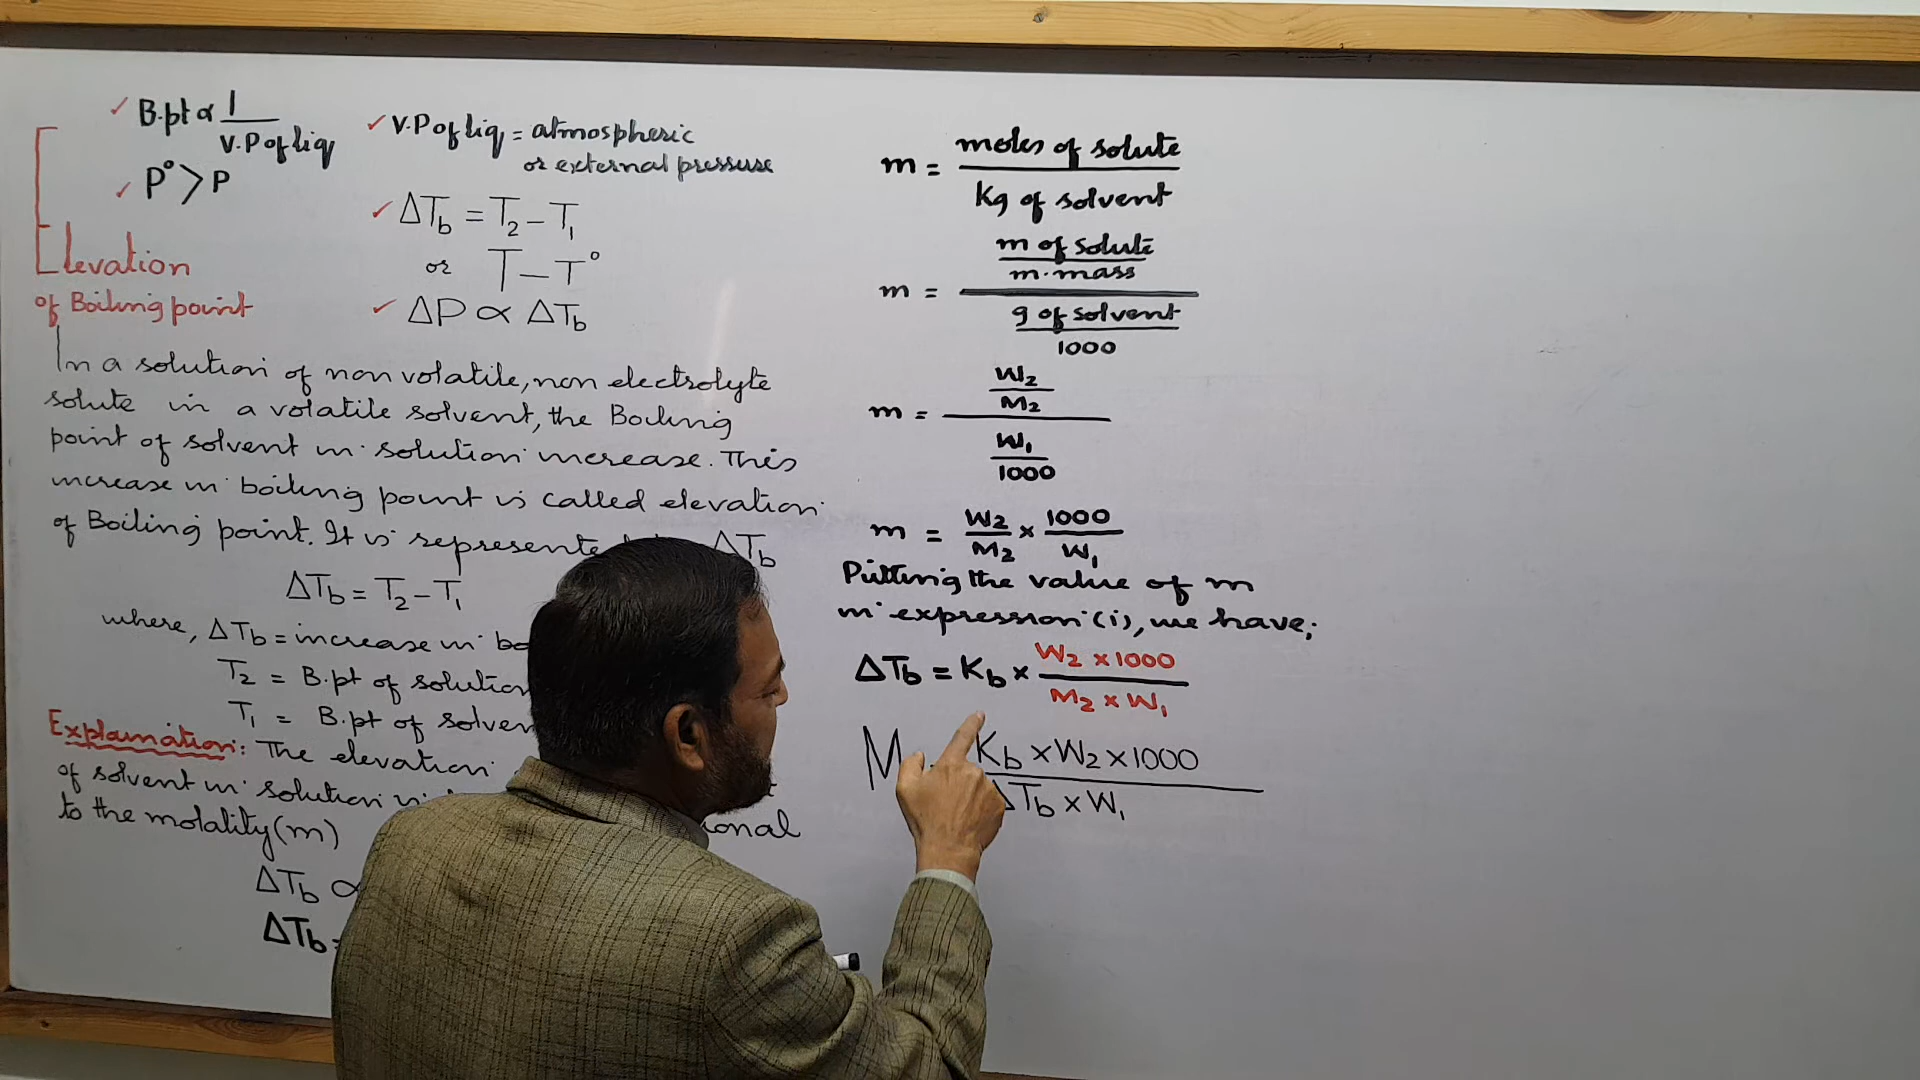 B.pt ∝ 1 / V.P of liq
P° > P
Elevation
of Boiling point
V.P of liq = atmospheric
or external pressure
ΔTb = T2 - T1
or T - T°
ΔP ∝ ΔTb
In a solution of non volatile, non electrolyte
solute in a volatile solvent, the Boiling
point of solvent in solution increase. This
increase in boiling point is called elevation
of Boiling point. It is ΔTb
ΔTb = T2 - T1
where, ΔTb = increase in
T2 = B.pt of solution
T1 = B.pt of
Explanation: The elevation
of solvent in solution
to the molality (m)
ΔTb ∝
ΔTb =
m = moles of solute / Kg of solvent
m = (m of solute / m. mass) / (g of solvent / 1000)
m = (W2 / M2) / (W1 / 1000)
m = W2 / M2 × 1000 / W1
Putting the value of m
in expression (i), we have;
ΔTb = Kb × W2 × 1000 / M2 × W1
M Kb × W2 × 1000 / ΔTb × W1